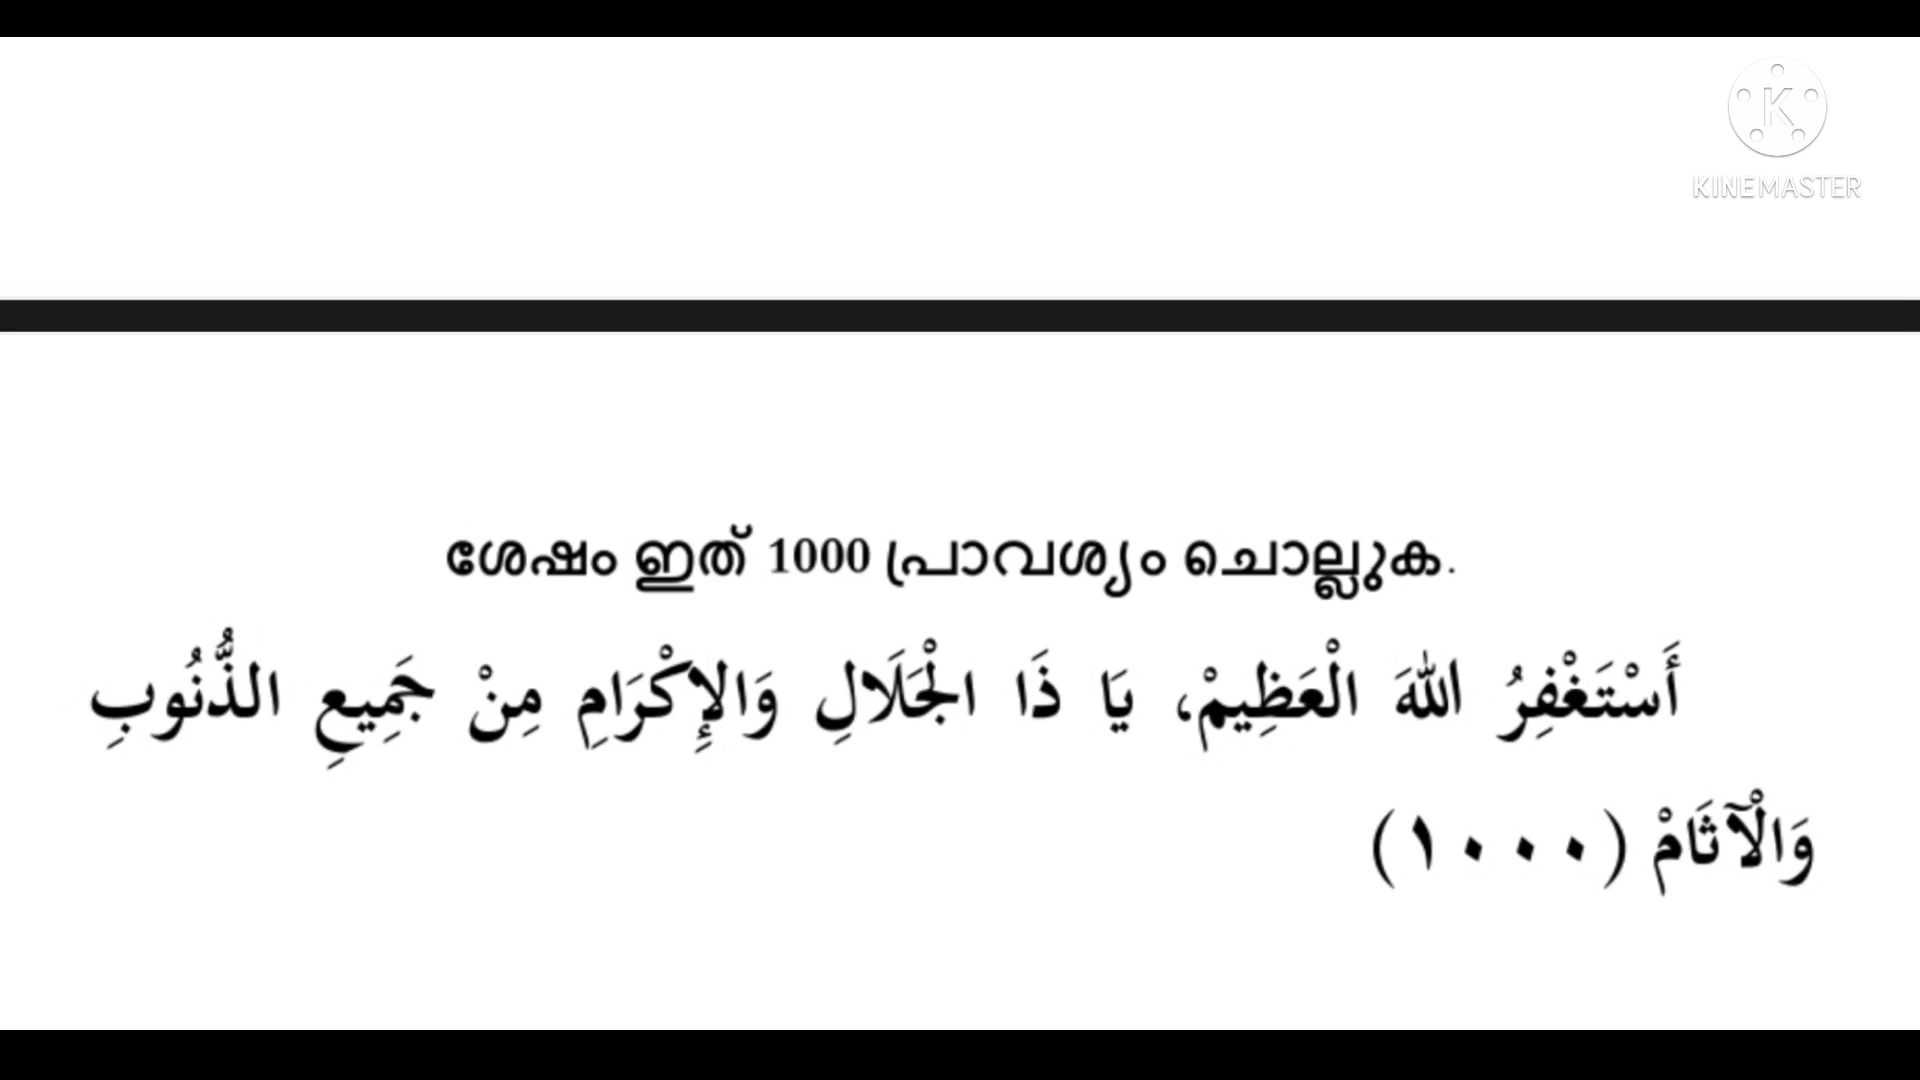 K
KINEMASTER
ശേഷം ഇത് 1000 പ്രാവശ്യം ചൊല്ലുക.
أَسْتَغْفِرُ اللهَ الْعَظِيمْ، يَا ذَا الْجَلَالِ وَالإِكْرَامِ مِنْ جَمِيعِ الذُّنُوبِ
وَالْآثَامْ (١٠٠٠)